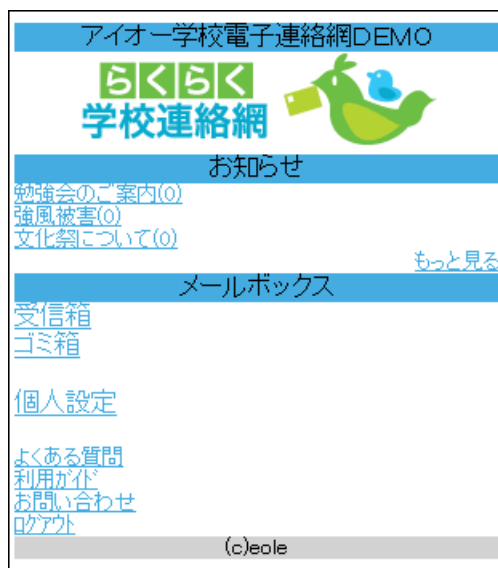 アイオー学校電子連絡網DEMO
らくらく
学校連絡網
お知らせ
勉強会のご案内(0)
強風被害(0)
文化祭について(0)
もっと見る
メールボックス
受信箱
ゴミ箱
個人設定
よくある質問
利用ガイド
お問い合わせ
ログアウト
(c)eole